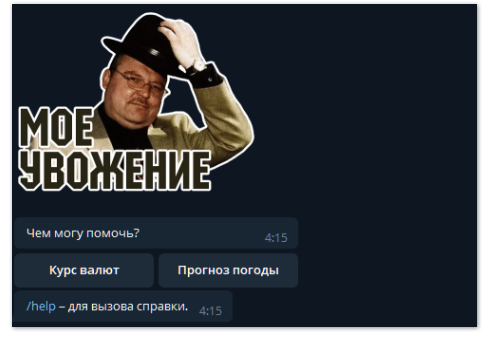 МОЕ
УВОЖЕНИЕ
Чем могу помочь?
4:15
Курс валют Прогноз погоды
/help – для вызова справки. 4:15